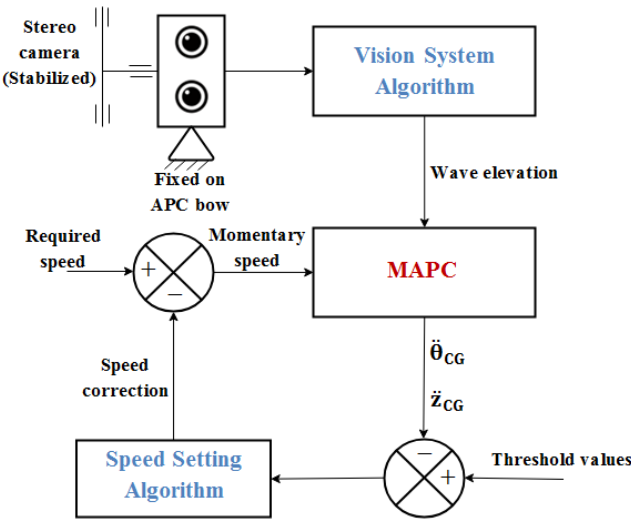 Stereo
camera
(Stabilized)
Vision System
Algorithm
Fixed on
APC bow
Wave elevation
Required
speed
+
−
Momentary
speed
MAPC
Speed
correction
θ̈CG
z̈CG
Speed Setting
Algorithm
−
+
Threshold values